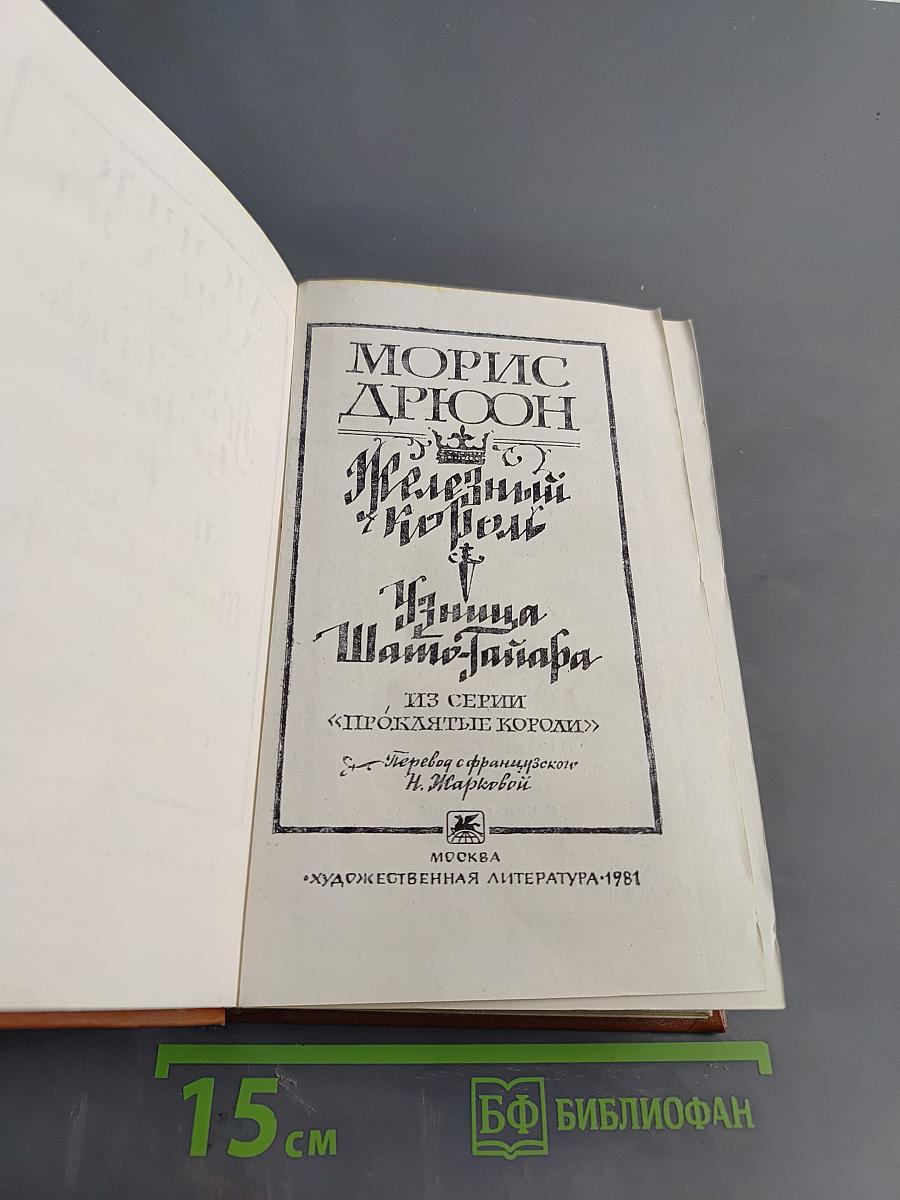 МОРИС
ДРЮОН
Железный
король
Узница
Шато-Гайара
ИЗ СЕРИИ
«ПРО́КЛЯТЫЕ КОРОЛИ»
Перевод с французского
Н. Жарковой
МОСКВА
•ХУДОЖЕСТВЕННАЯ ЛИТЕРАТУРА•1981
15 см
БФ БИБЛИОФАН